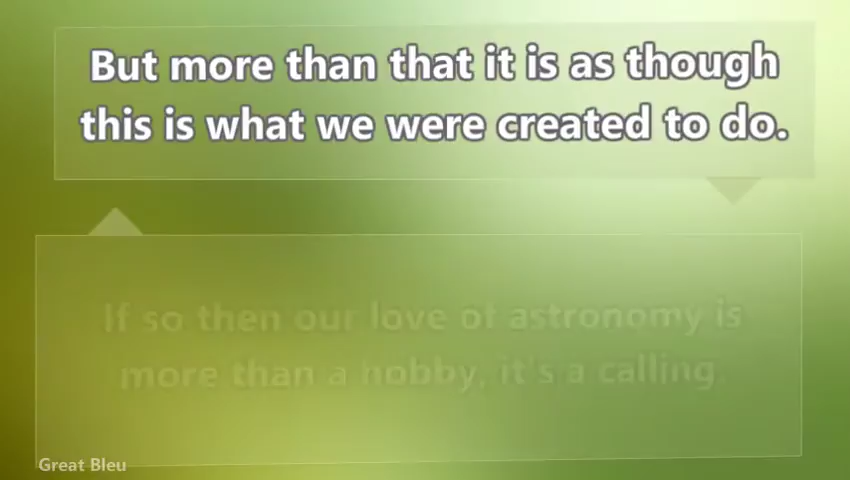 But more than that it is as though
this is what we were created to do.
If so then our love of astronomy is
more than a hobby, it's a calling.
Great Bleu